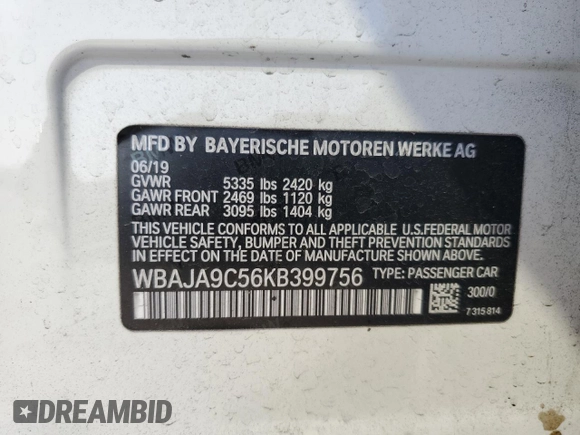 MFD BY BAYERISCHE MOTOREN WERKE AG
06/19
GVWR 5335 lbs 2420 kg
GAWR FRONT 2469 lbs 1120 kg
GAWR REAR 3095 lbs 1404 kg
THIS VEHICLE CONFORMS TO ALL APPLICABLE U.S.FEDERAL MOTOR
VEHICLE SAFETY, BUMPER AND THEFT PREVENTION STANDARDS
IN EFFECT ON THE DATE OF MANUFACTURE SHOWN ABOVE.
WBAJA9C56KB399756 TYPE: PASSENGER CAR
300/0
7315814
DREAMBID